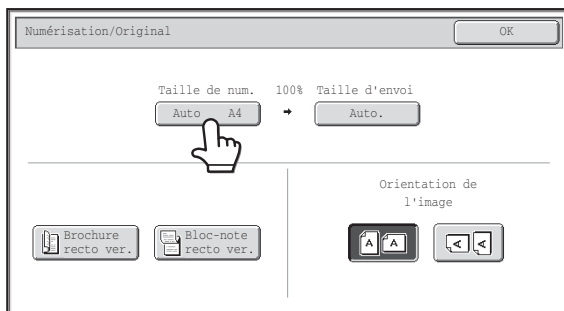 Numérisation/Original
OK
Taille de num. 100% Taille d'envoi
Auto A4 Auto.
Orientation de
l'image
Brochure
recto ver.
Bloc-note
recto ver.
A A A A